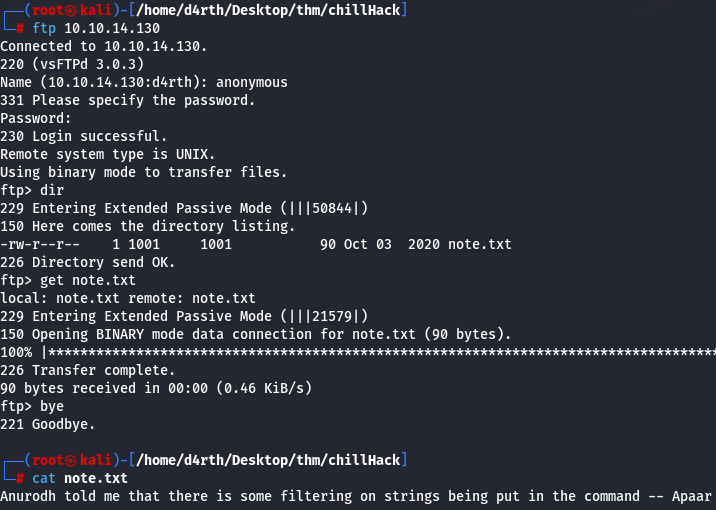 ┌──(root㉿kali)-[/home/d4rth/Desktop/thm/chillHack]
└─# ftp 10.10.14.130
Connected to 10.10.14.130.
220 (vsFTPd 3.0.3)
Name (10.10.14.130:d4rth): anonymous
331 Please specify the password.
Password:
230 Login successful.
Remote system type is UNIX.
Using binary mode to transfer files.
ftp> dir
229 Entering Extended Passive Mode (|||50844|)
150 Here comes the directory listing.
-rw-r--r--    1 1001     1001           90 Oct 03  2020 note.txt
226 Directory send OK.
ftp> get note.txt
local: note.txt remote: note.txt
229 Entering Extended Passive Mode (|||21579|)
150 Opening BINARY mode data connection for note.txt (90 bytes).
100% |***********************************************************************************
226 Transfer complete.
90 bytes received in 00:00 (0.46 KiB/s)
ftp> bye
221 Goodbye.
┌──(root㉿kali)-[/home/d4rth/Desktop/thm/chillHack]
└─# cat note.txt
Anurodh told me that there is some filtering on strings being put in the command -- Apaar